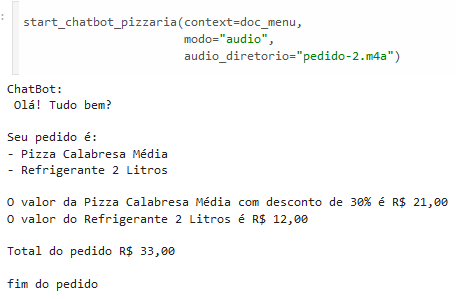 :
start_chatbot_pizzaria(context=doc_menu,
modo="audio",
audio_diretorio="pedido-2.m4a")
ChatBot:
Olá! Tudo bem?
Seu pedido é:
- Pizza Calabresa Média
- Refrigerante 2 Litros
O valor da Pizza Calabresa Média com desconto de 30% é R$ 21,00
O valor do Refrigerante 2 Litros é R$ 12,00
Total do pedido R$ 33,00
fim do pedido